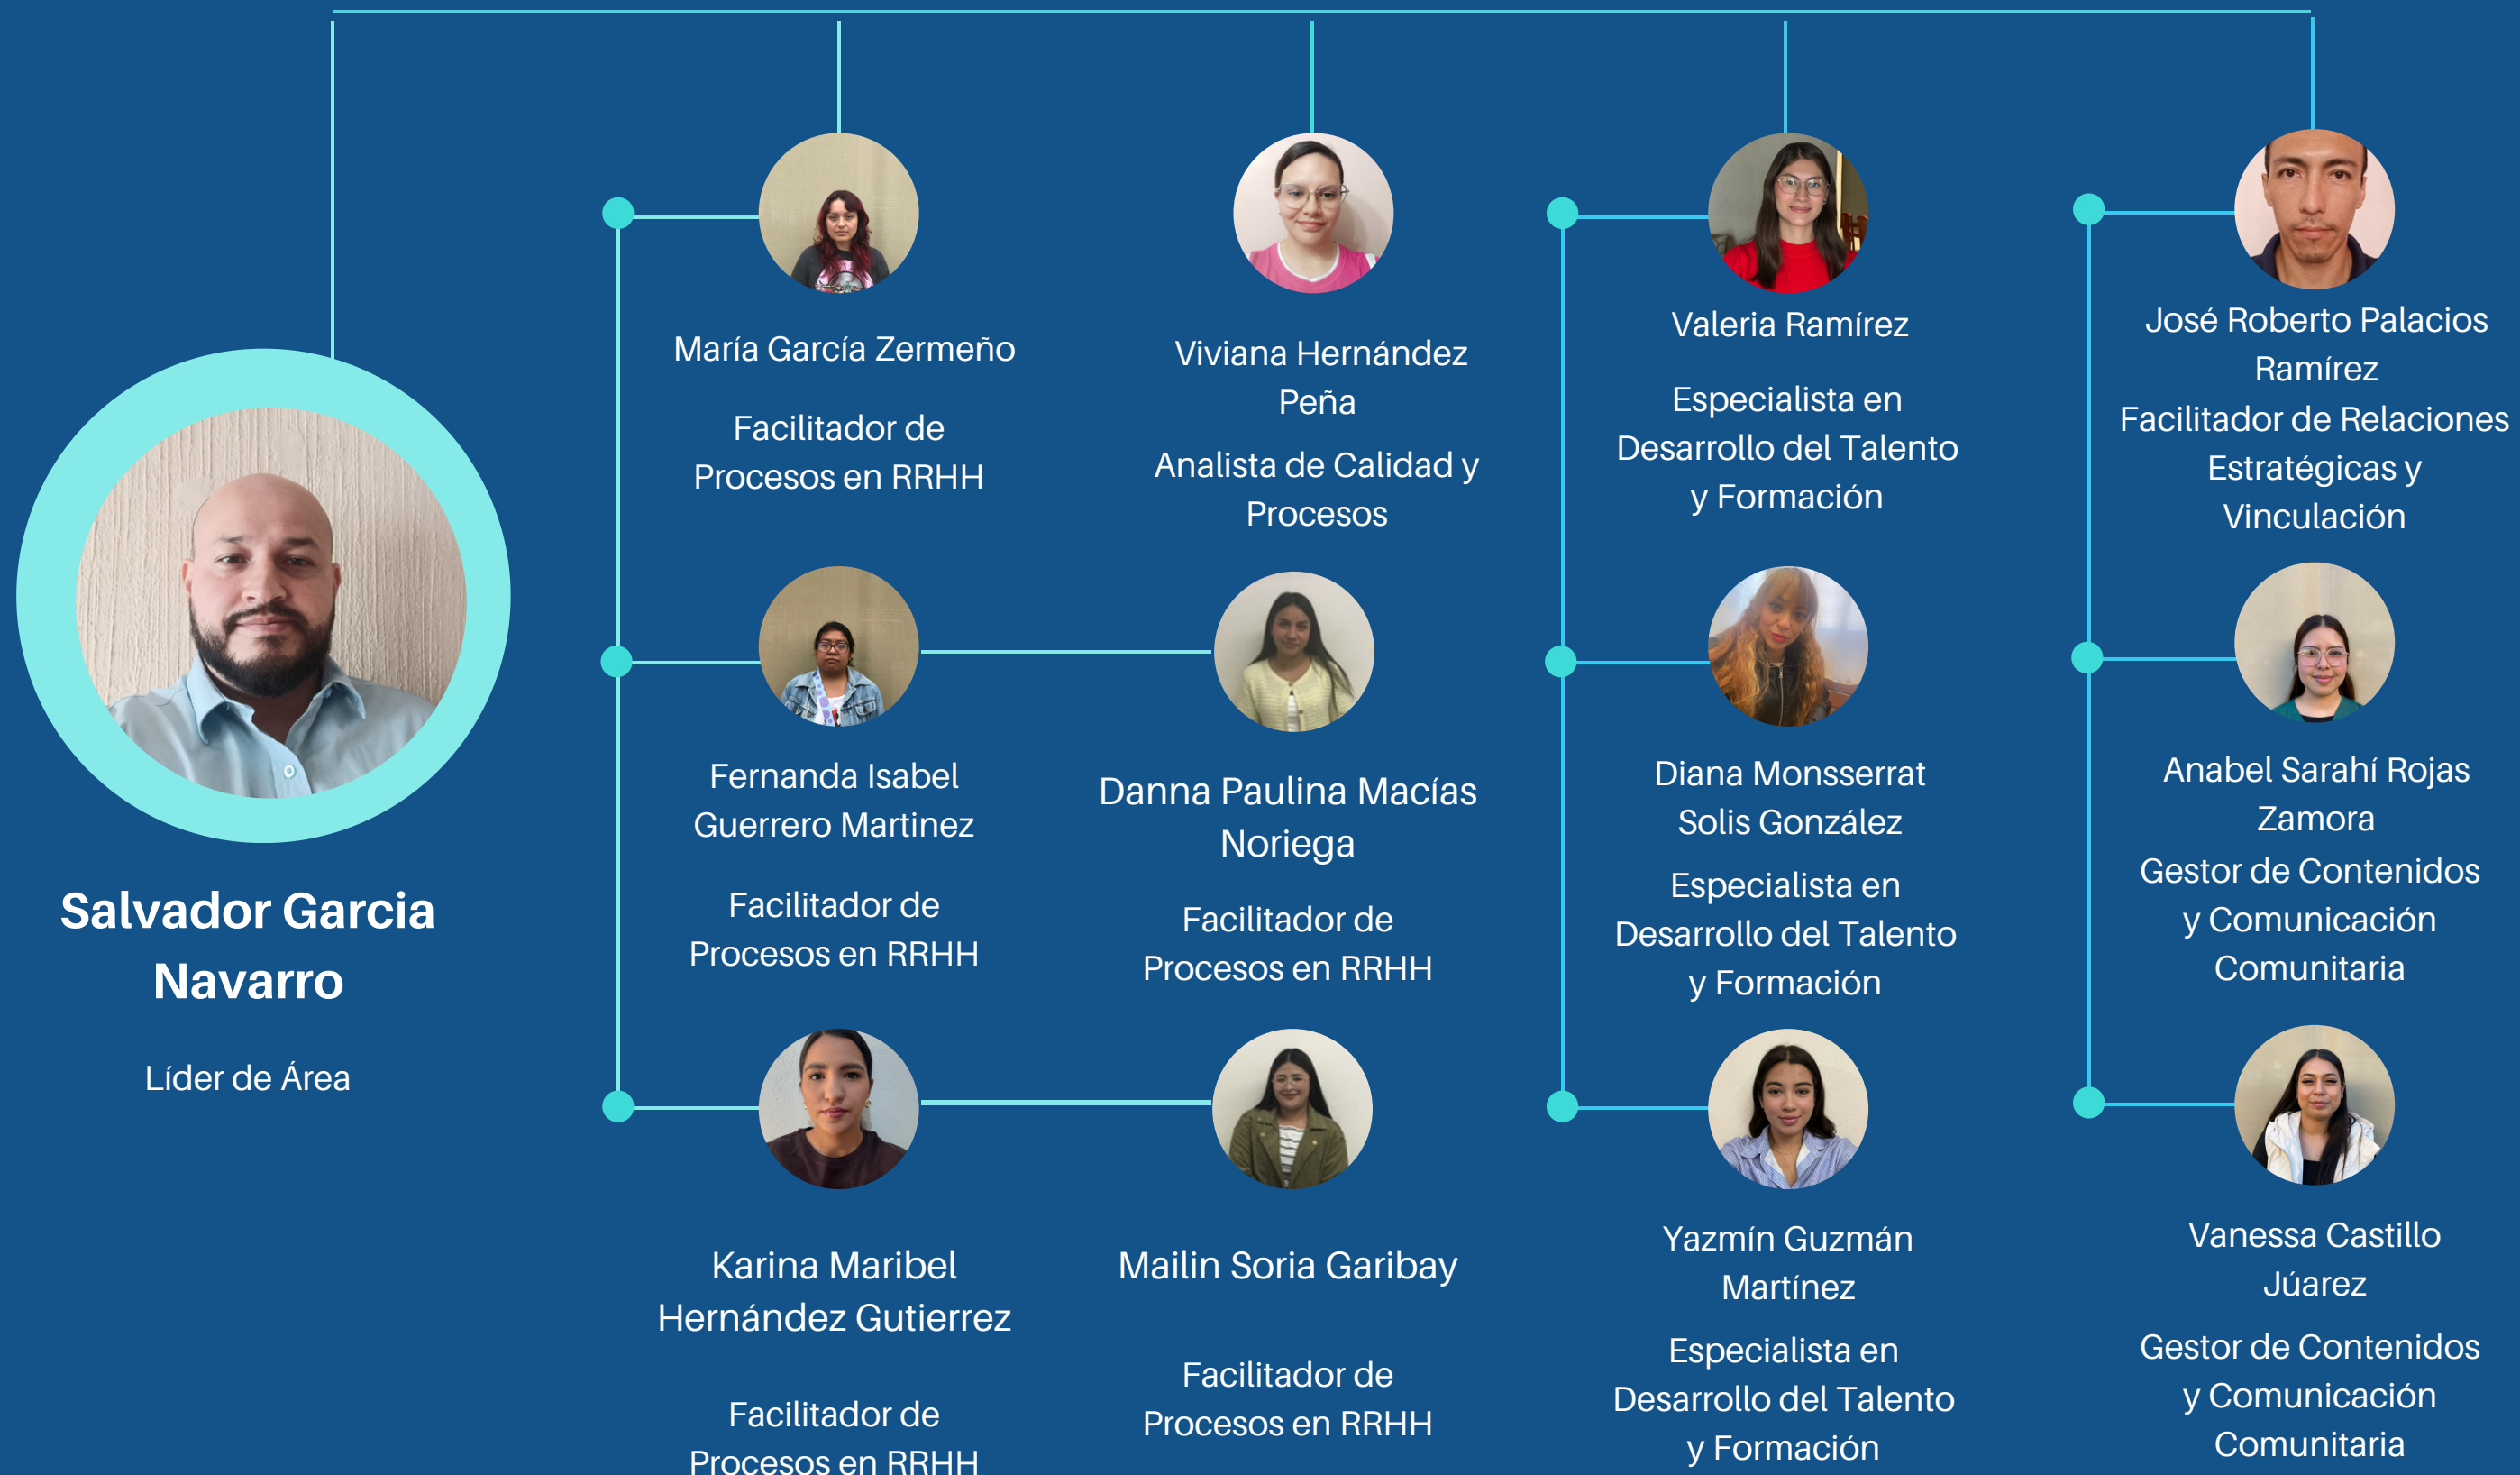 Salvador Garcia
Navarro
Líder de Área
María García Zermeño
Facilitador de
Procesos en RRHH
Viviana Hernández
Peña
Analista de Calidad y
Procesos
Valeria Ramírez
Especialista en
Desarrollo del Talento
y Formación
José Roberto Palacios
Ramírez
Facilitador de Relaciones
Estratégicas y
Vinculación
Fernanda Isabel
Guerrero Martinez
Facilitador de
Procesos en RRHH
Danna Paulina Macías
Noriega
Facilitador de
Procesos en RRHH
Diana Monsserrat
Solis González
Especialista en
Desarrollo del Talento
y Formación
Anabel Sarahí Rojas
Zamora
Gestor de Contenidos
y Comunicación
Comunitaria
Karina Maribel
Hernández Gutierrez
Facilitador de
Procesos en RRHH
Mailin Soria Garibay
Facilitador de
Procesos en RRHH
Yazmín Guzmán
Martínez
Especialista en
Desarrollo del Talento
y Formación
Vanessa Castillo
Júarez
Gestor de Contenidos
y Comunicación
Comunitaria